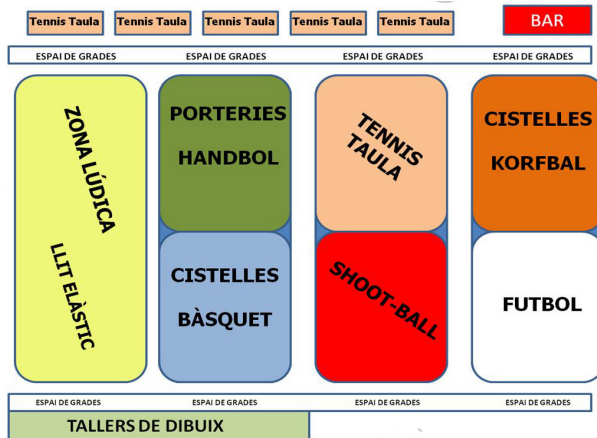 Tennis Taula Tennis Taula Tennis Taula Tennis Taula Tennis Taula BAR
ESPAI DE GRADES ESPAI DE GRADES ESPAI DE GRADES ESPAI DE GRADES
ZONA LÚDICA
LLIT ELÀSTIC
PORTERIES
HANDBOL
CISTELLES
BÀSQUET
TENNIS
TAULA
SHOOT-BALL
CISTELLES
KORFBAL
FUTBOL
ESPAI DE GRADES ESPAI DE GRADES ESPAI DE GRADES ESPAI DE GRADES
TALLERS DE DIBUIX